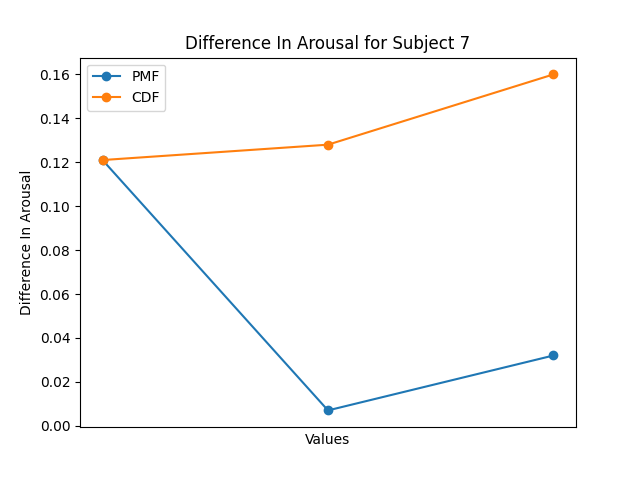 Difference In Arousal for Subject 7
PMF
CDF
0.16
0.14
0.12
0.10
0.08
0.06
0.04
0.02
0.00
Difference In Arousal
Values